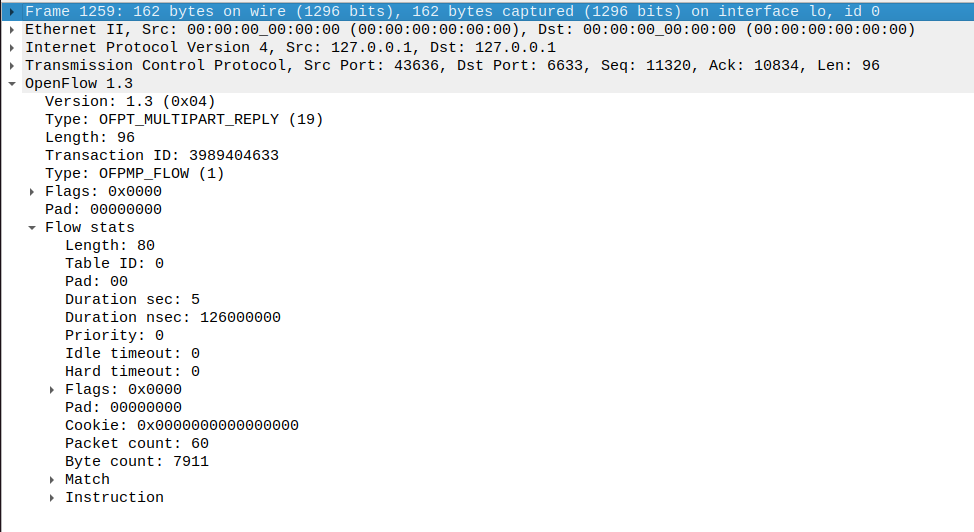 Frame 1259: 162 bytes on wire (1296 bits), 162 bytes captured (1296 bits) on interface lo, id 0
Ethernet II, Src: 00:00:00_00:00:00 (00:00:00:00:00:00), Dst: 00:00:00_00:00:00 (00:00:00:00:00:00)
Internet Protocol Version 4, Src: 127.0.0.1, Dst: 127.0.0.1
Transmission Control Protocol, Src Port: 43636, Dst Port: 6633, Seq: 11320, Ack: 10834, Len: 96
OpenFlow 1.3
Version: 1.3 (0x04)
Type: OFPT_MULTIPART_REPLY (19)
Length: 96
Transaction ID: 3989404633
Type: OFPMP_FLOW (1)
Flags: 0x0000
Pad: 00000000
Flow stats
Length: 80
Table ID: 0
Pad: 00
Duration sec: 5
Duration nsec: 126000000
Priority: 0
Idle timeout: 0
Hard timeout: 0
Flags: 0x0000
Pad: 00000000
Cookie: 0x0000000000000000
Packet count: 60
Byte count: 7911
Match
Instruction